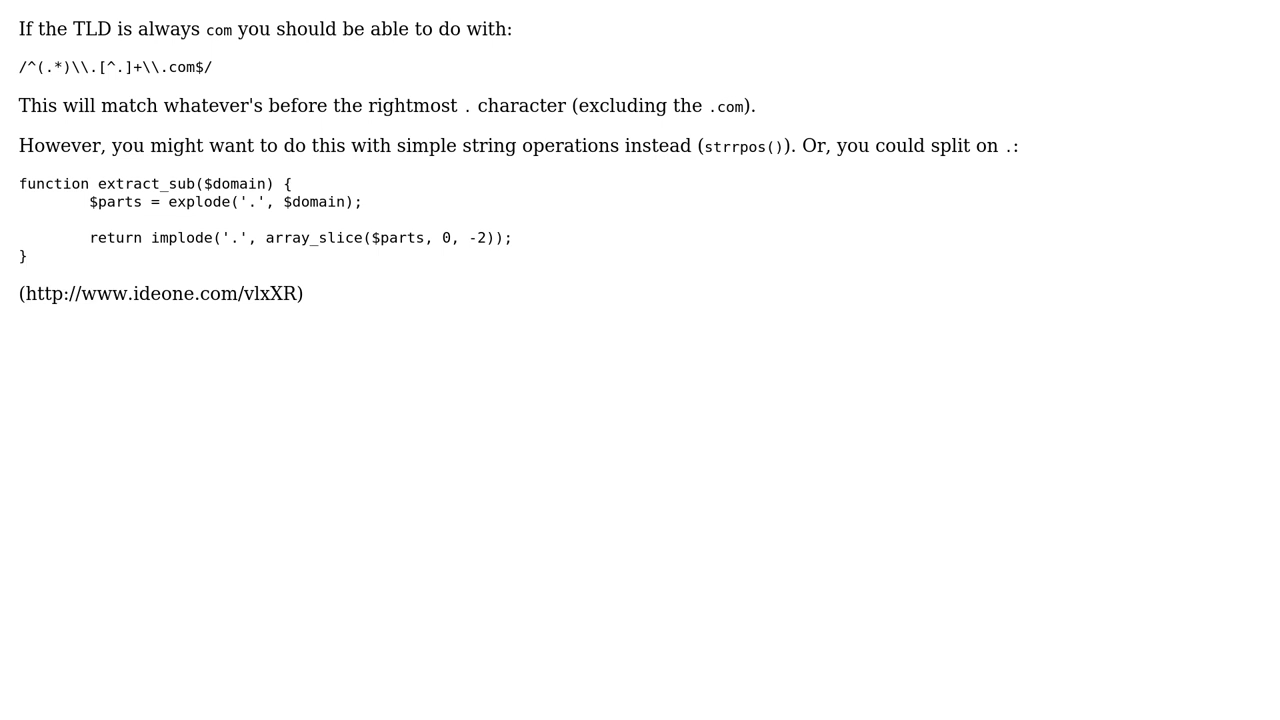 If the TLD is always com you should be able to do with:
/^(.*)\\.[^.]+\\.com$/
This will match whatever's before the rightmost . character (excluding the .com).
However, you might want to do this with simple string operations instead (strrpos()). Or, you could split on .:
function extract_sub($domain) {
        $parts = explode('.', $domain);
        return implode('.', array_slice($parts, 0, -2));
}
(http://www.ideone.com/vlxXR)